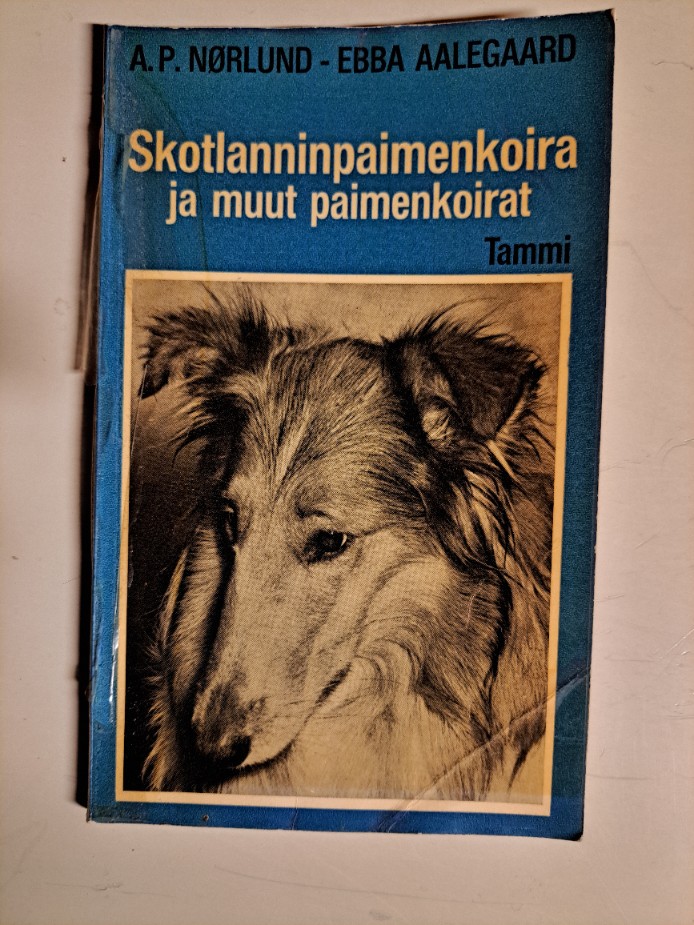 A. P. NØRLUND - EBBA AALEGAARD
Skotlanninpaimenkoira
ja muut paimenkoirat
Tammi